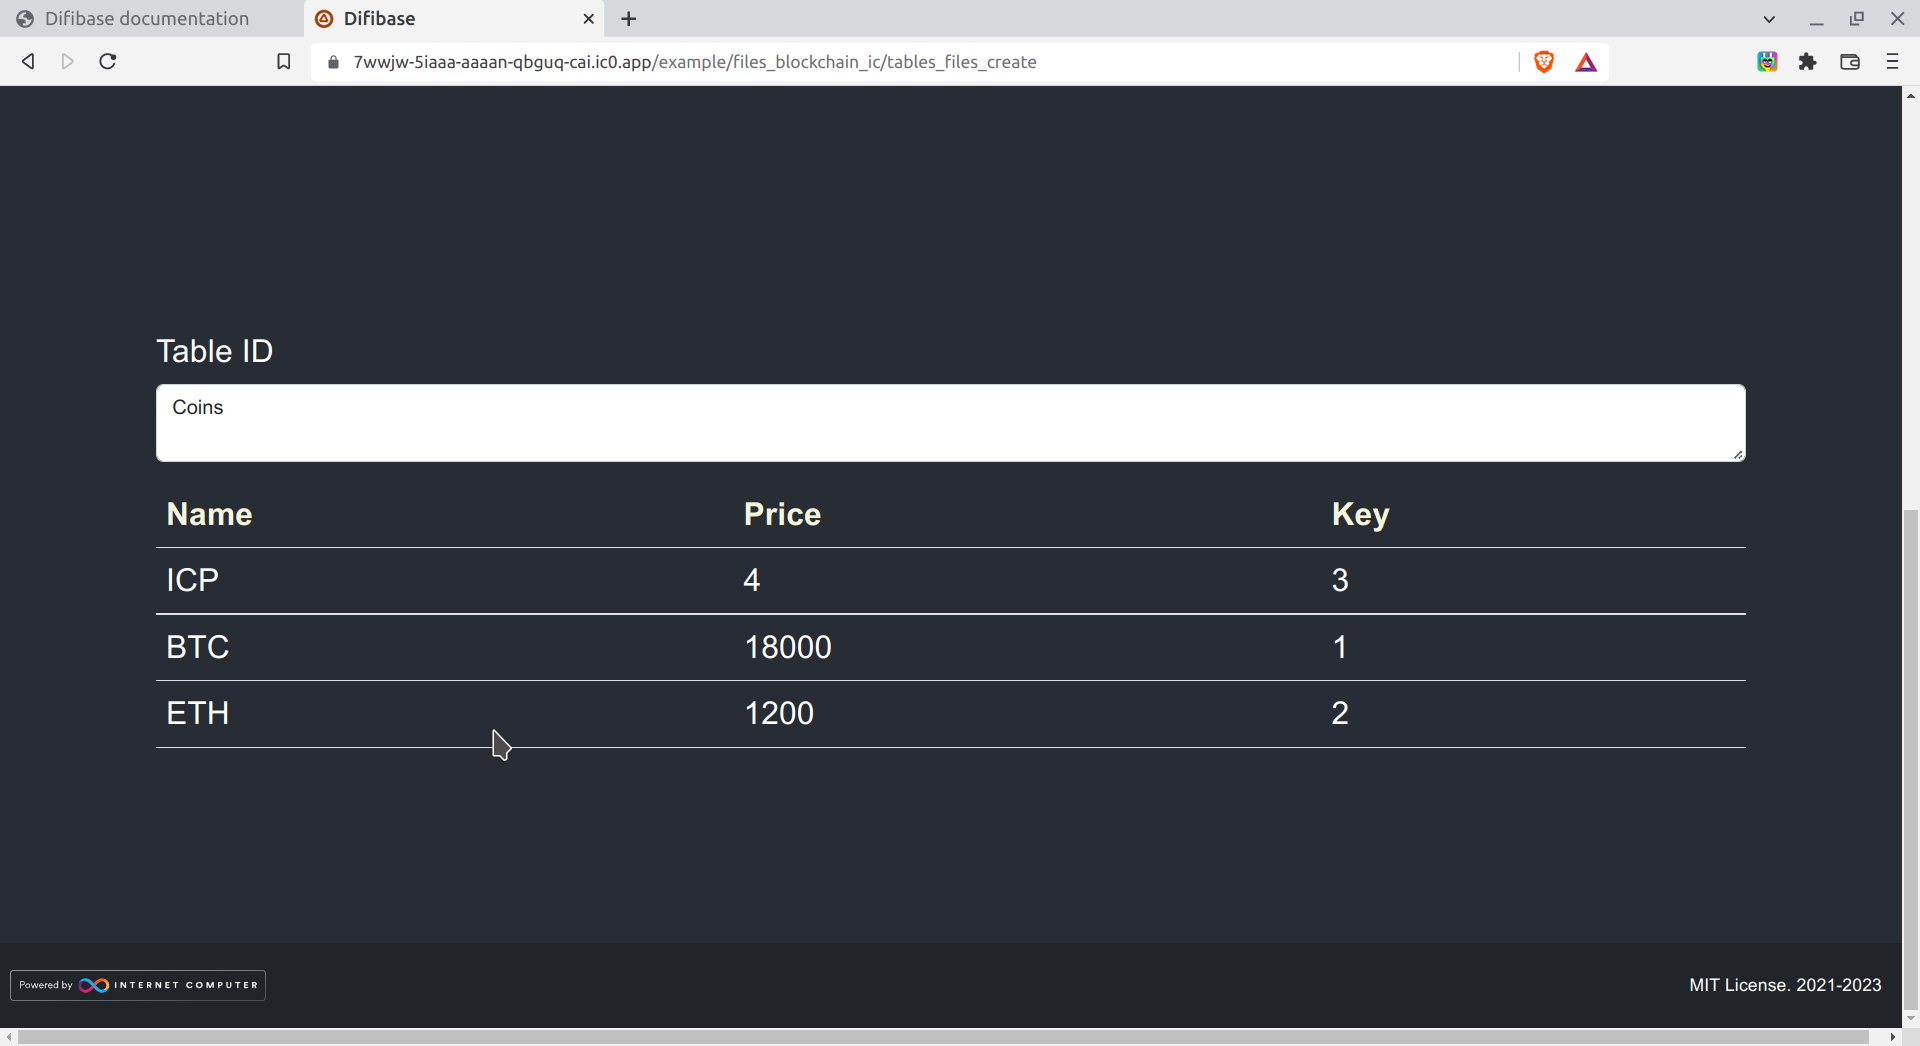 Difibase documentation
Difibase
7wwjw-5iaaa-aaaan-qbguq-cai.ic0.app/example/files_blockchain_ic/tables_files_create
Table ID
Coins
Name Price Key
ICP 4 3
BTC 18000 1
ETH 1200 2
Powered by INTERNET COMPUTER
MIT License. 2021-2023